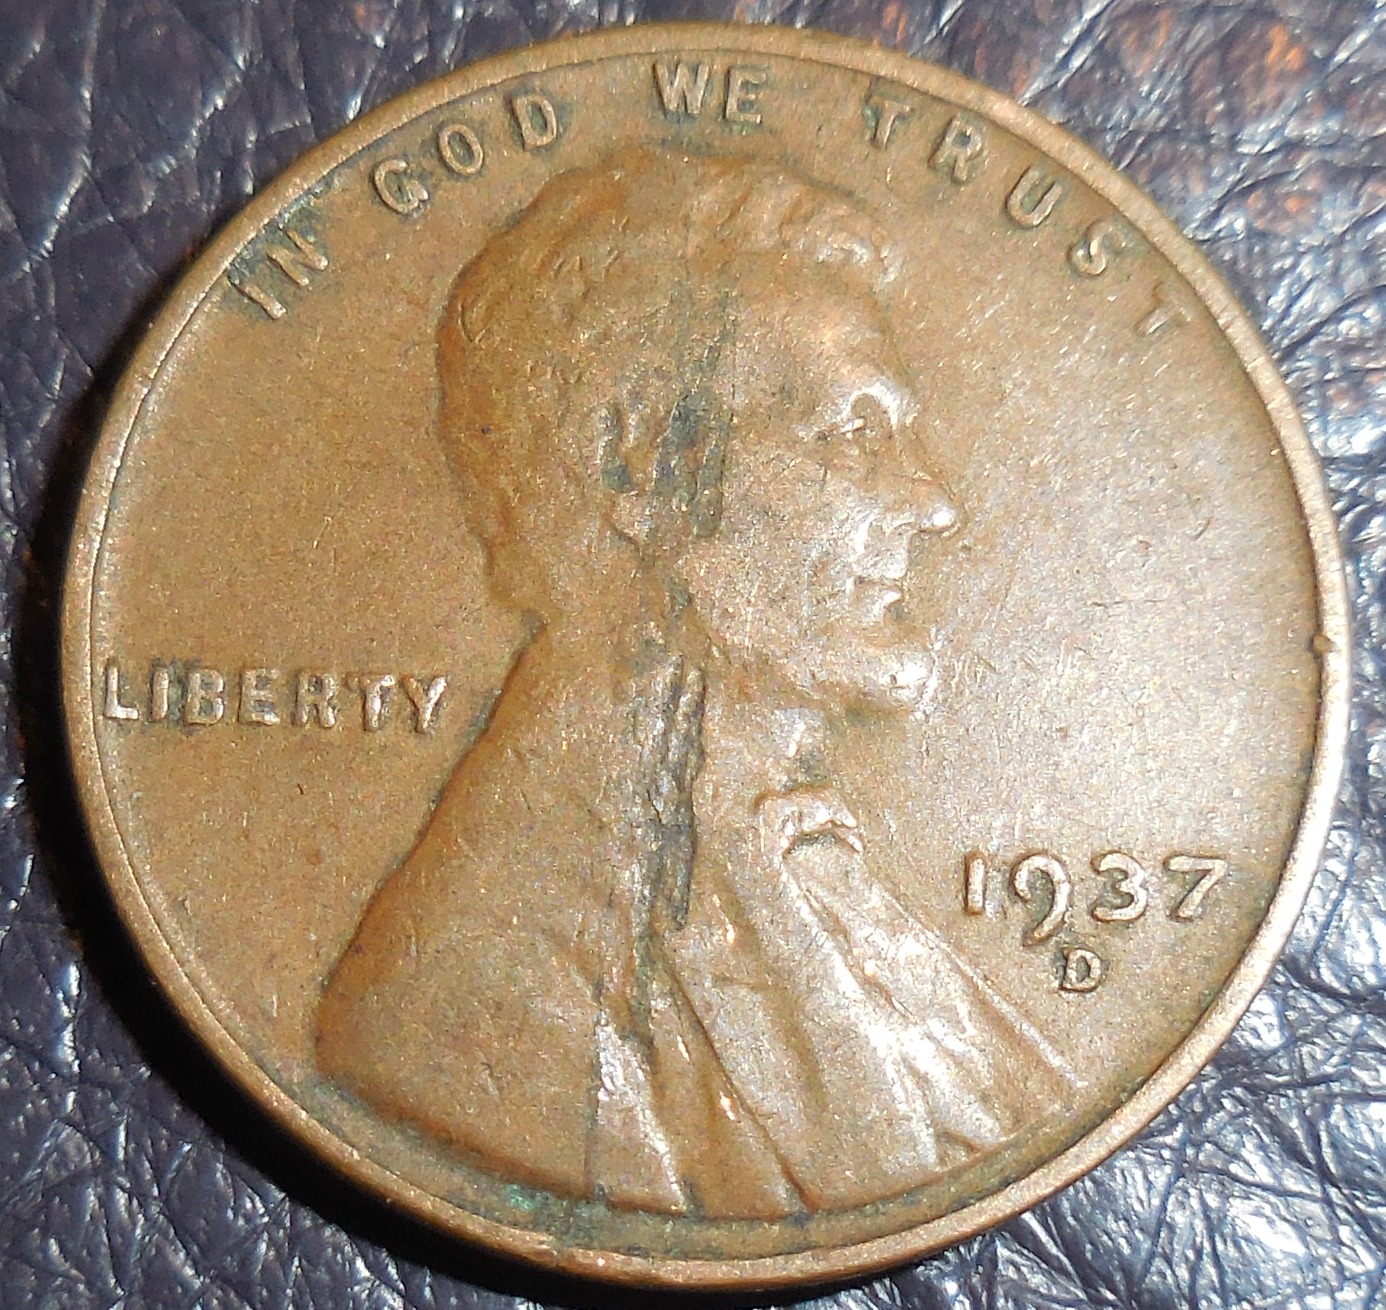 IN GOD WE TRUST
LIBERTY
1937
D